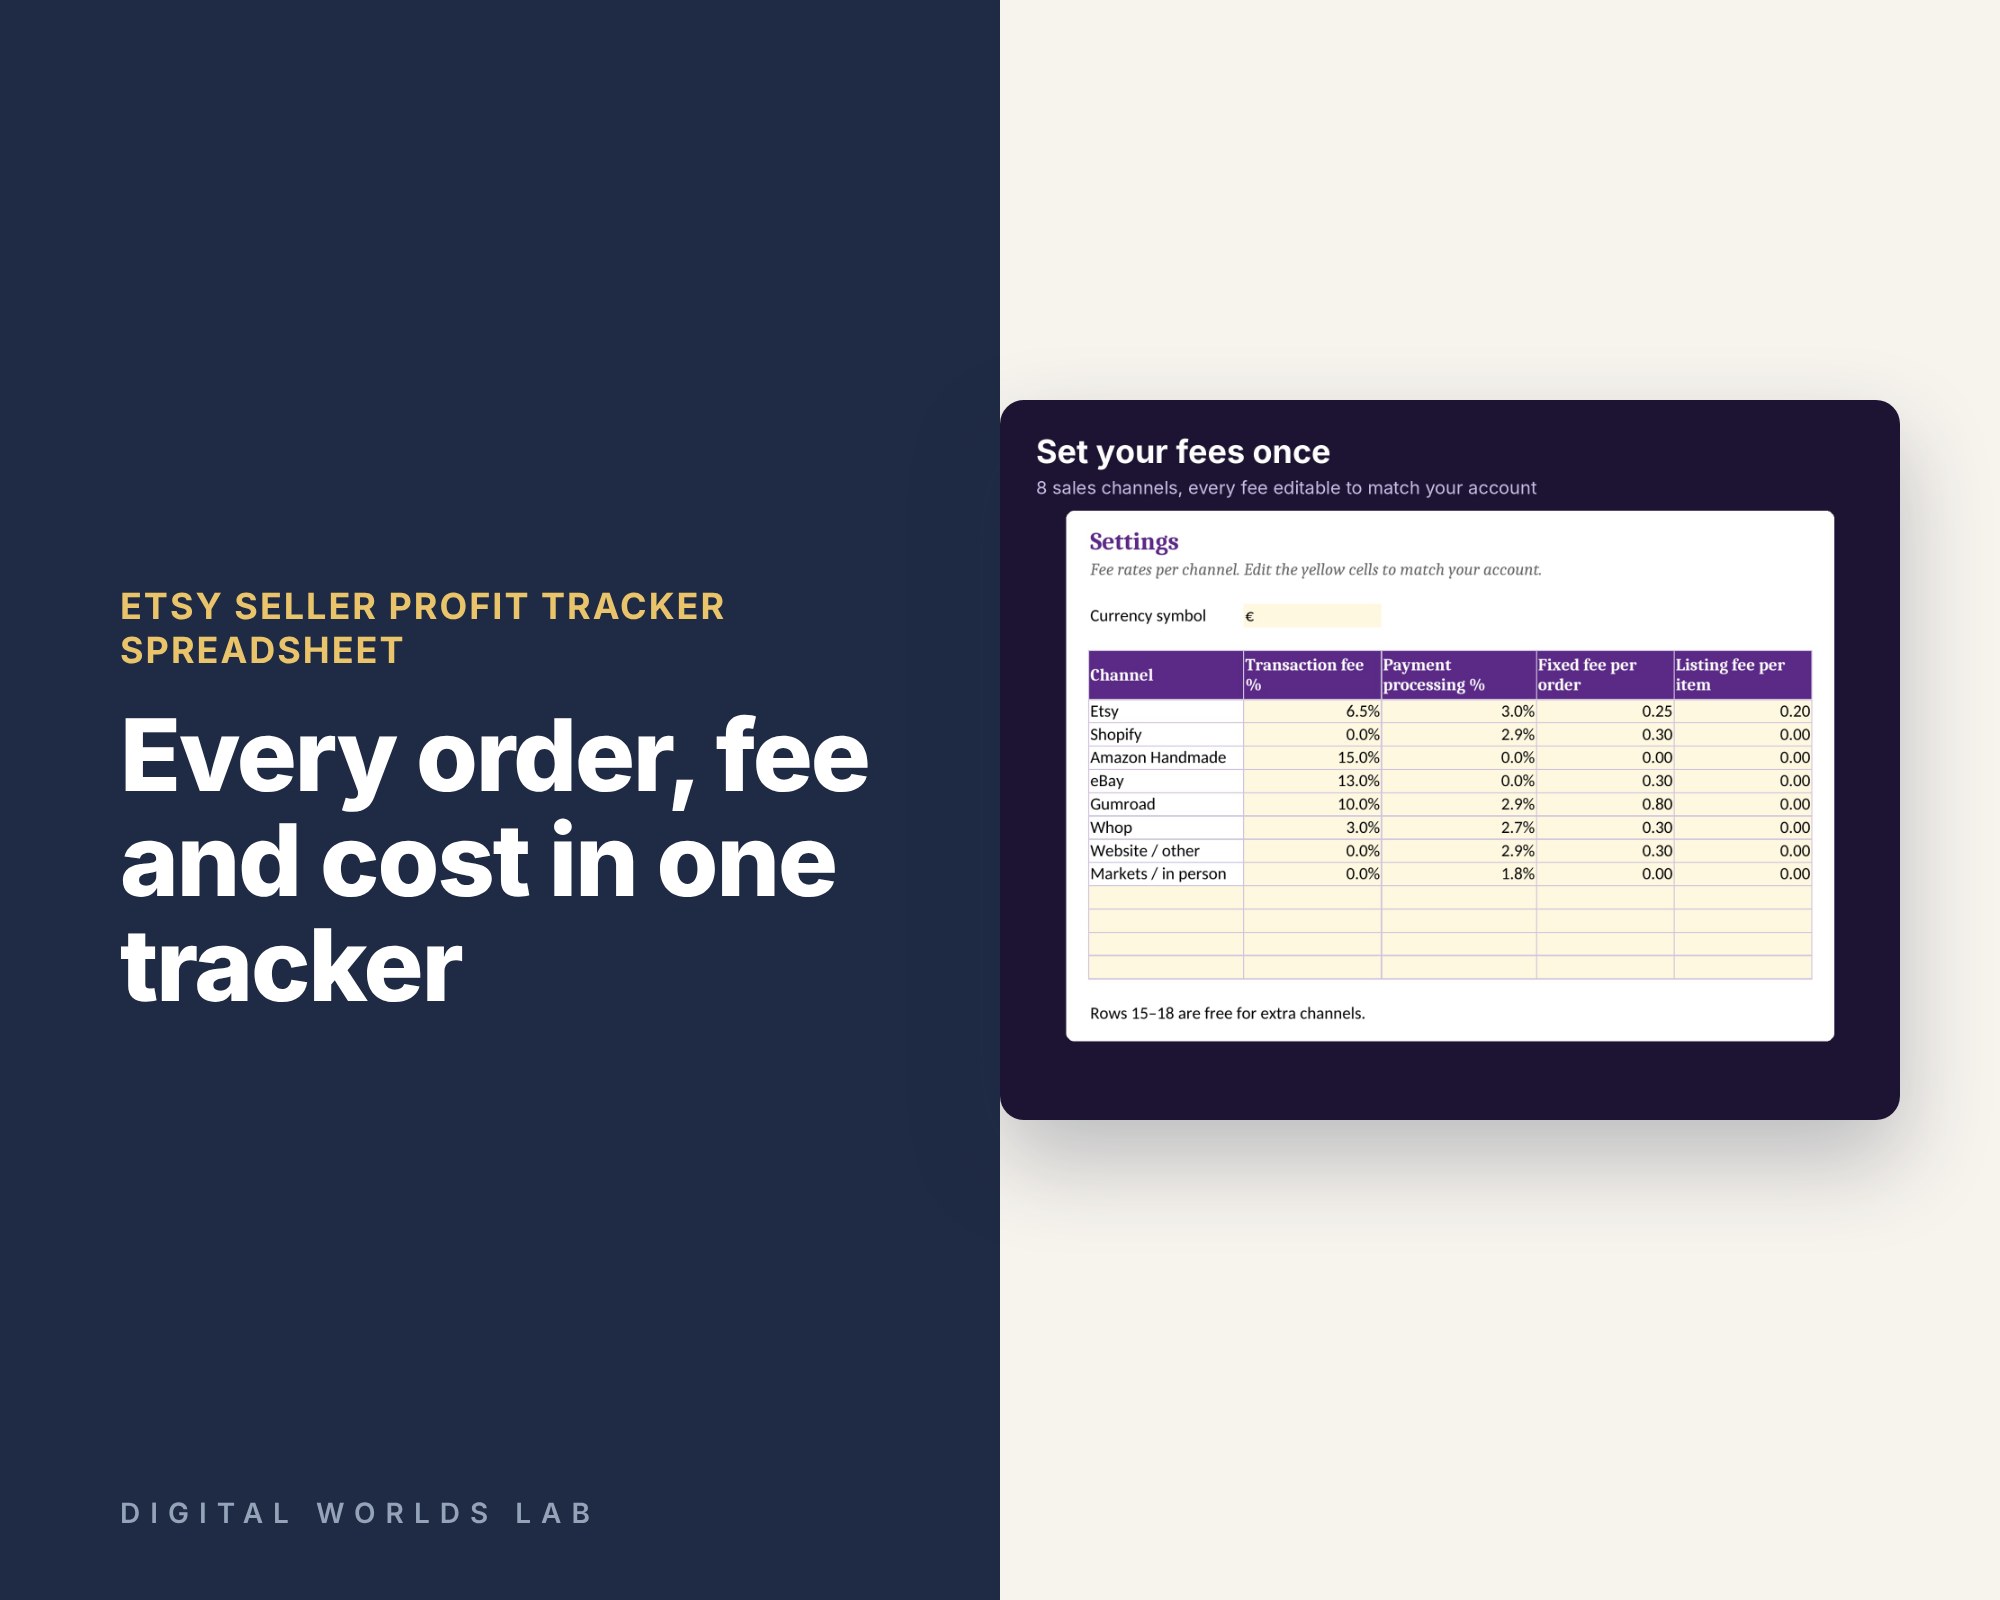 ETSY SELLER PROFIT TRACKER
SPREADSHEET
Every order, fee
and cost in one
tracker
DIGITAL WORLDS LAB
Set your fees once
8 sales channels, every fee editable to match your account
Settings
Fee rates per channel. Edit the yellow cells to match your account.
Currency symbol €
Channel Transaction fee % Payment processing % Fixed fee per order Listing fee per item
Etsy 6.5% 3.0% 0.25 0.20
Shopify 0.0% 2.9% 0.30 0.00
Amazon Handmade 15.0% 0.0% 0.00 0.00
eBay 13.0% 0.0% 0.30 0.00
Gumroad 10.0% 2.9% 0.80 0.00
Whop 3.0% 2.7% 0.30 0.00
Website / other 0.0% 2.9% 0.30 0.00
Markets / in person 0.0% 1.8% 0.00 0.00
Rows 15–18 are free for extra channels.